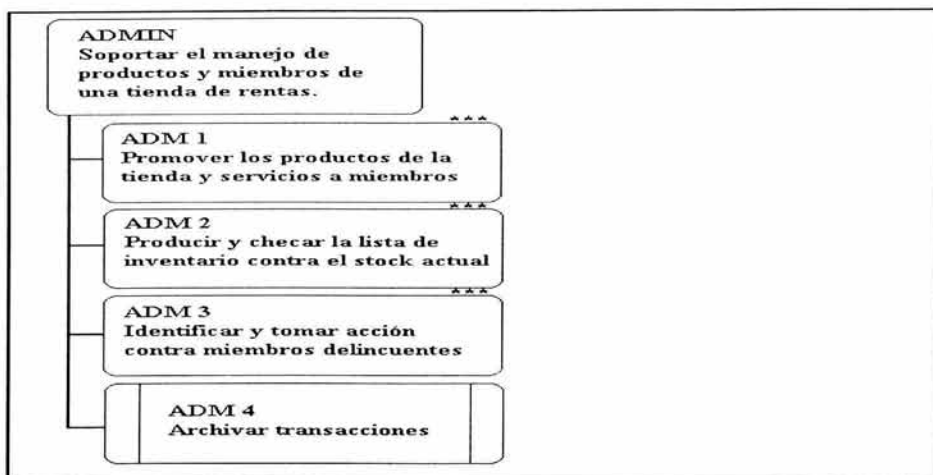 ADMIN
Soportar el manejo de
productos y miembros de
una tienda de rentas.
***
ADM 1
Promover los productos de la
tienda y servicios a miembros
***
ADM 2
Producir y checar la lista de
inventario contra el stock actual
***
ADM 3
Identificar y tomar acción
contra miembros delincuentes
ADM 4
Archivar transacciones